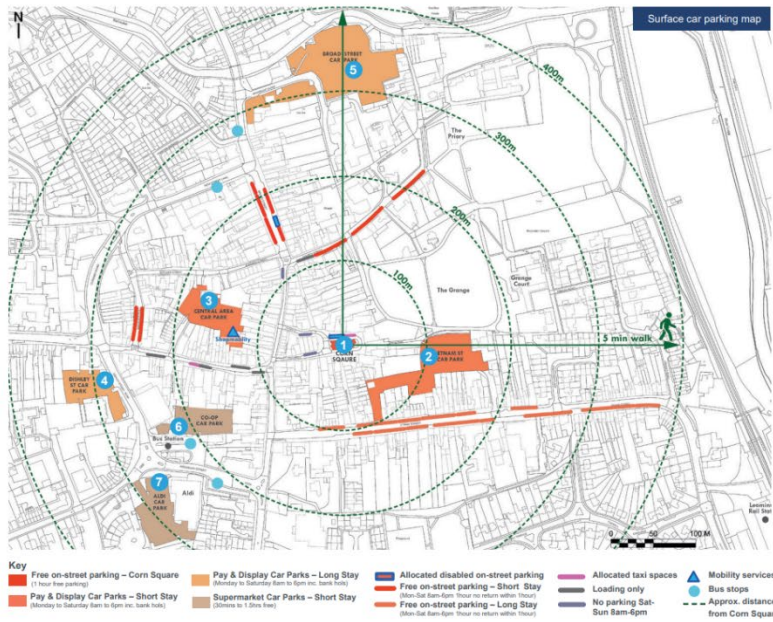 Surface car parking map
N
BROAD STREET
CAR PARK
5
400m
300m
The
Priory
200m
100m
Grange
Court
The Grange
3
CENTRAL AREA
CAR PARK
Shopmobility
1
CORN
SQAURE
2
ETNAM ST
CAR PARK
5 min walk
4
DORSET
ST CAR
PARK
CO-OP
CAR PARK
6
Bus Station
7
ALDI
CAR
PARK
Aldi
Rail Stat
0 50 100 M
Key
Free on-street parking – Corn Square
(1 hour free parking)
Pay & Display Car Parks – Short Stay
(Monday to Saturday 8am to 6pm inc. bank hols)
Pay & Display Car Parks – Long Stay
(Monday to Saturday 8am to 6pm inc. bank hols)
Supermarket Car Parks – Short Stay
(30mins to 1.5hrs free)
Allocated disabled on-street parking
Free on-street parking – Short Stay
(Mon-Sat 8am-6pm 1hour no return within 1hour)
Free on-street parking – Long Stay
(Mon-Sat 8am-6pm 1hour no return within 1hour)
Allocated taxi spaces
Loading only
No parking Sat-
Sun 8am-6pm
Mobility services
Bus stops
Approx. distance
from Corn Square